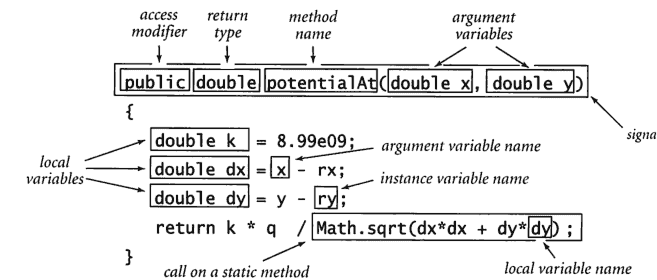 access modifier
return type
method name
argument variables
public double potentialAt(double x, double y)
signa
{
double k = 8.99e09;
argument variable name
local variables
double dx = x - rx;
instance variable name
double dy = y - ry;
return k * q / Math.sqrt(dx*dx + dy*dy) ;
}
call on a static method
local variable name